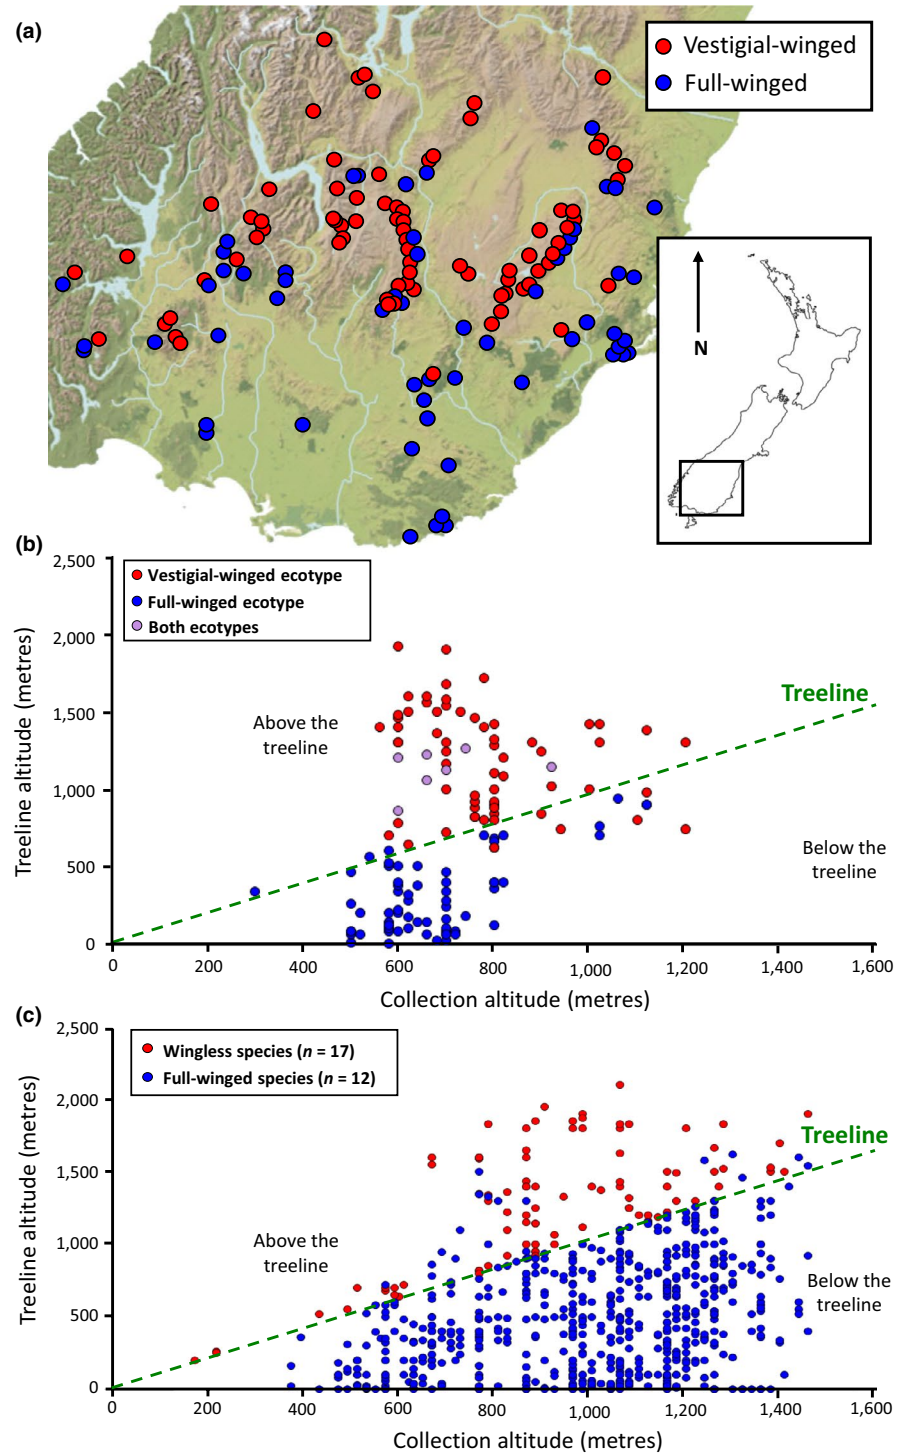 (a)
Vestigial-winged
Full-winged
N
(b)
2,500
2,000
1,500
1,000
500
0
Treeline altitude (metres)
Vestigial-winged ecotype
Full-winged ecotype
Both ecotypes
Above the
treeline
Treeline
Below the
treeline
0 200 400 600 800 1,000 1,200 1,400 1,600
Collection altitude (metres)
(c)
2,500
2,000
1,500
1,000
500
0
Treeline altitude (metres)
Wingless species (n = 17)
Full-winged species (n = 12)
Treeline
Above the
treeline
Below the
treeline
0 200 400 600 800 1,000 1,200 1,400 1,600
Collection altitude (metres)